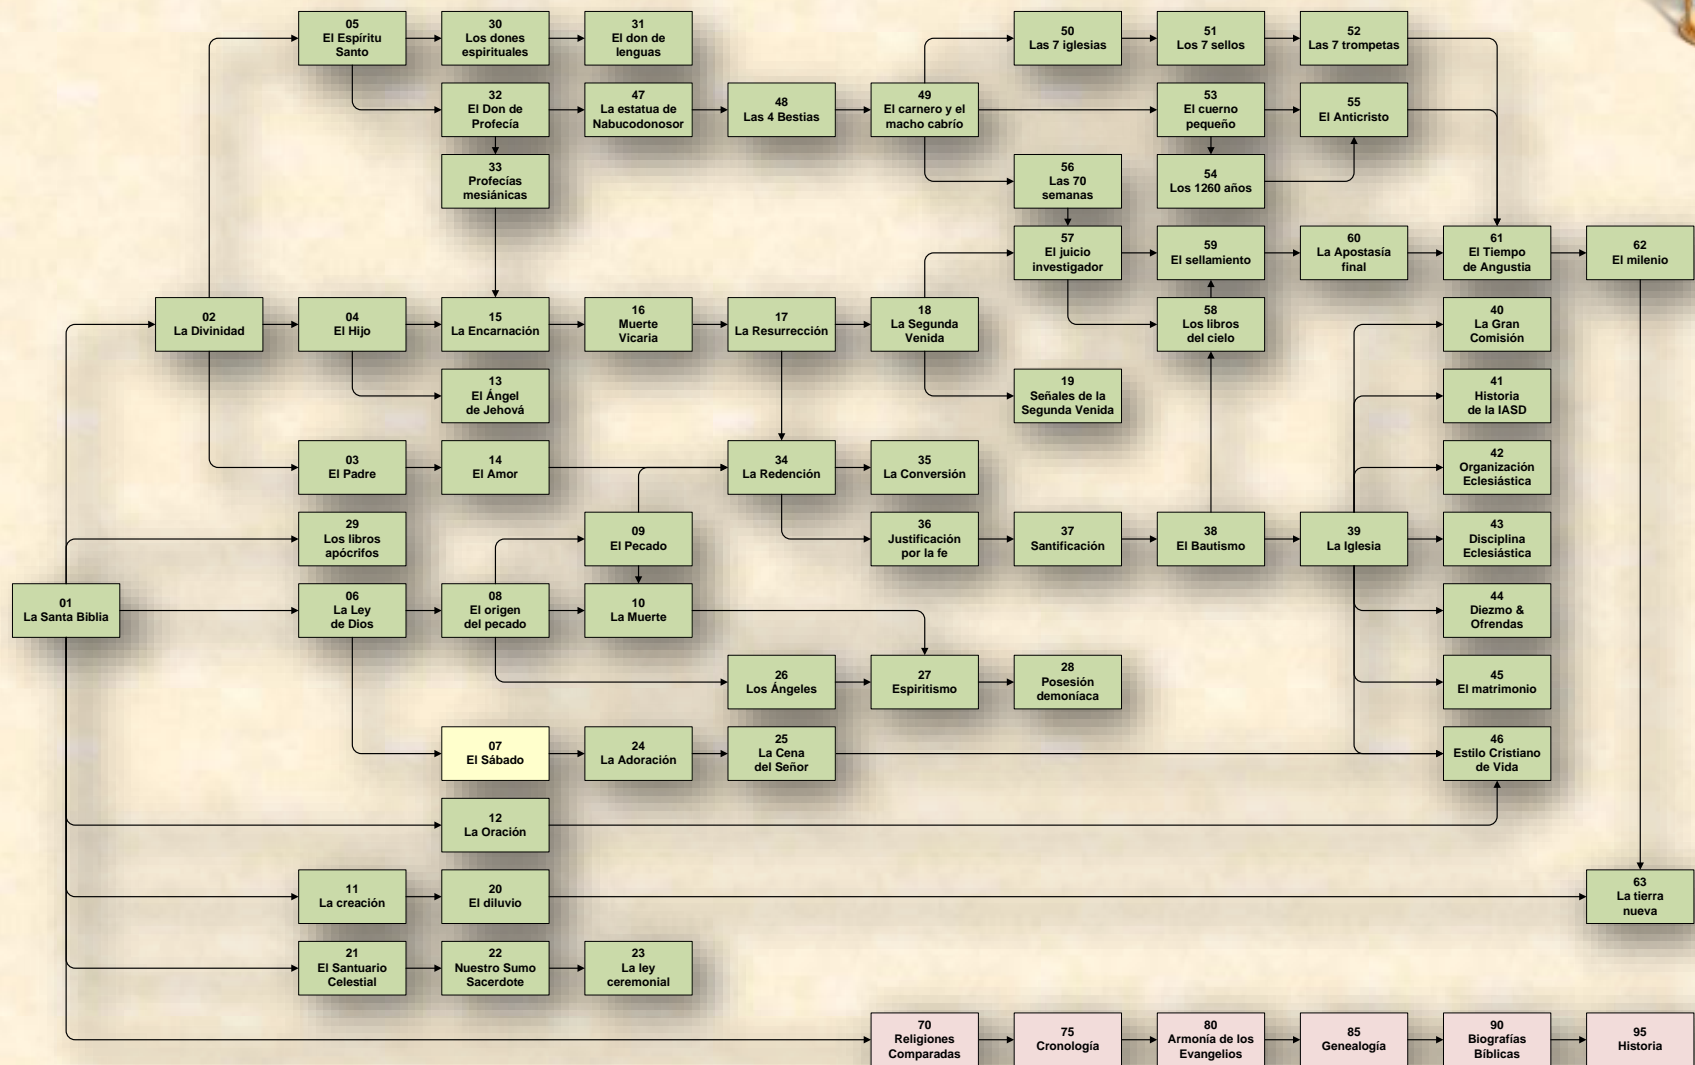 05
El Espíritu
Santo
30
Los dones
espirituales
31
El don de
lenguas
50
Las 7 iglesias
51
Los 7 sellos
52
Las 7 trompetas
32
El Don de
Profecía
47
La estatua de
Nabucodonosor
48
Las 4 Bestias
49
El carnero y el
macho cabrío
53
El cuerno
pequeño
55
El Anticristo
33
Profecías
mesiánicas
56
Las 70
semanas
54
Los 1260 años
57
El juicio
investigador
59
El sellamiento
60
La Apostasía
final
61
El Tiempo
de Angustia
62
El milenio
02
La Divinidad
04
El Hijo
15
La Encarnación
16
Muerte
Vicaria
17
La Resurrección
18
La Segunda
Venida
58
Los libros
del cielo
40
La Gran
Comisión
13
El Ángel
de Jehová
19
Señales de la
Segunda Venida
41
Historia
de la IASD
03
El Padre
14
El Amor
34
La Redención
35
La Conversión
42
Organización
Eclesiástica
29
Los libros
apócrifos
09
El Pecado
36
Justificación
por la fe
37
Santificación
38
El Bautismo
39
La Iglesia
43
Disciplina
Eclesiástica
01
La Santa Biblia
06
La Ley
de Dios
08
El origen
del pecado
10
La Muerte
44
Diezmo &
Ofrendas
26
Los Ángeles
27
Espiritismo
28
Posesión
demoníaca
45
El matrimonio
07
El Sábado
24
La Adoración
25
La Cena
del Señor
46
Estilo Cristiano
de Vida
12
La Oración
11
La creación
20
El diluvio
63
La tierra
nueva
21
El Santuario
Celestial
22
Nuestro Sumo
Sacerdote
23
La ley
ceremonial
70
Religiones
Comparadas
75
Cronología
80
Armonía de los
Evangelios
85
Genealogía
90
Biografías
Bíblicas
95
Historia